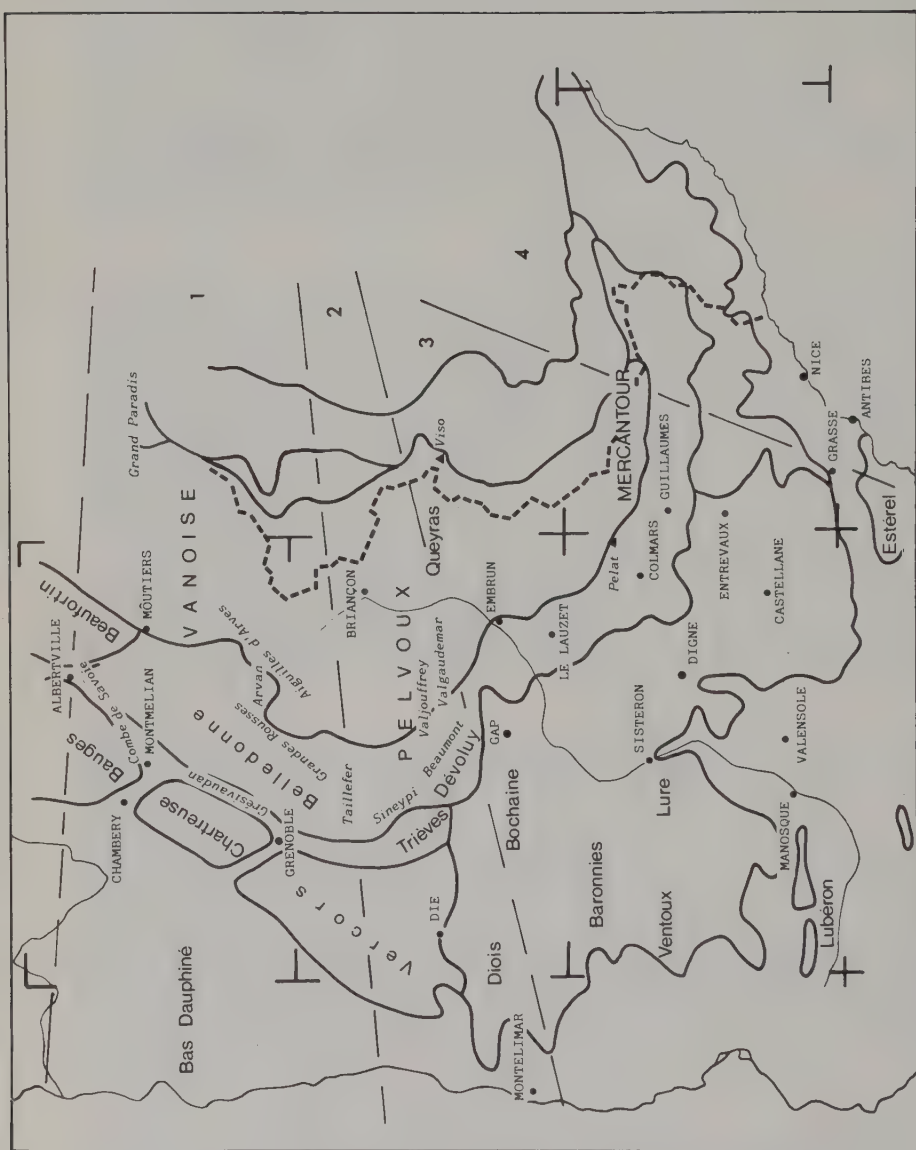 ALBERTVILLE
Beaufortin
Grand Paradis
Bauges
Combe de Savoie
MÔUTIERS
CHAMBERY
MONTMELIAN
VANOISE
1
Chartreuse
Grésivaudan
Belledonne
Arvan
Aiguilles d'Arves
Grandes Rousses
Bas Dauphiné
GRENOBLE
2
Taillefer
BRIANÇON
Vercors
Sineypi
PELVOUX
3
Trièves
Beaumont
Valjouffrey
Valgaudemar
Queyras
Viso
DIE
Dévoluy
Diois
GAP
EMBRUN
4
Bochaine
MONTELIMAR
LE LAUZET
Pelat
MERCANTOUR
Baronnies
COLMARS
SISTERON
GUILLAUMES
Ventoux
Lure
DIGNE
ENTREVAUX
CASTELLANE
VALENSOLE
MANOSQUE
NICE
GRASSE
ANTIBES
Lubéron
Estérel